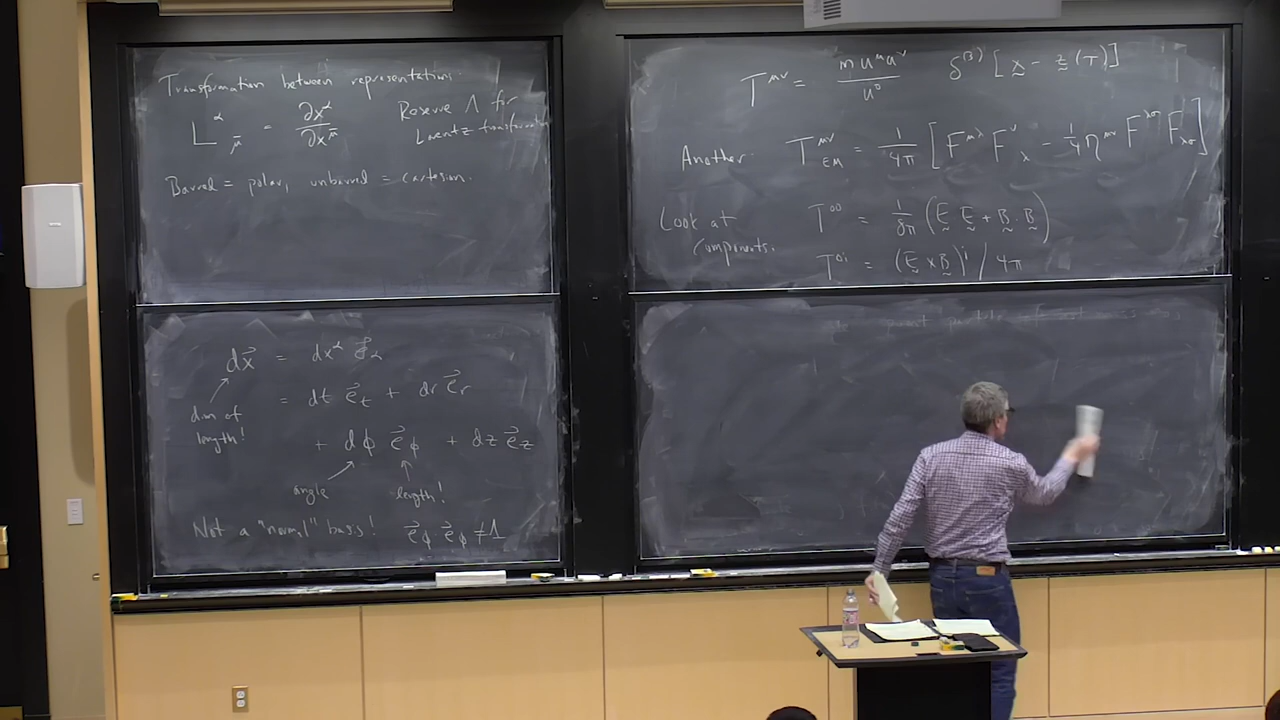 Transformation between representations:
L^α_μ̄ = ∂x^α/∂x^μ̄ Reserve Λ for
Lorentz transformation
Barred = polar, unbarred = cartesian.
dx⃗ = dx^α e⃗_α
dim of
length!
= dt e⃗_t + dr e⃗_r
+ dϕ e⃗_ϕ + dz e⃗_z
angle length!
Not a "normal" basis! e⃗_ϕ · e⃗_ϕ ≠ 1
T^μν = m u^μ u^ν / u^0 δ^(3) [x - z(τ)]
Another: T^μν_EM = 1/4π [F^μλ F^ν_λ - 1/4 η^μν F^λσ F_λσ]
Look at
components.
T^00 = 1/8π (E · E + B · B)
T^0i = (E × B)^i / 4π
point